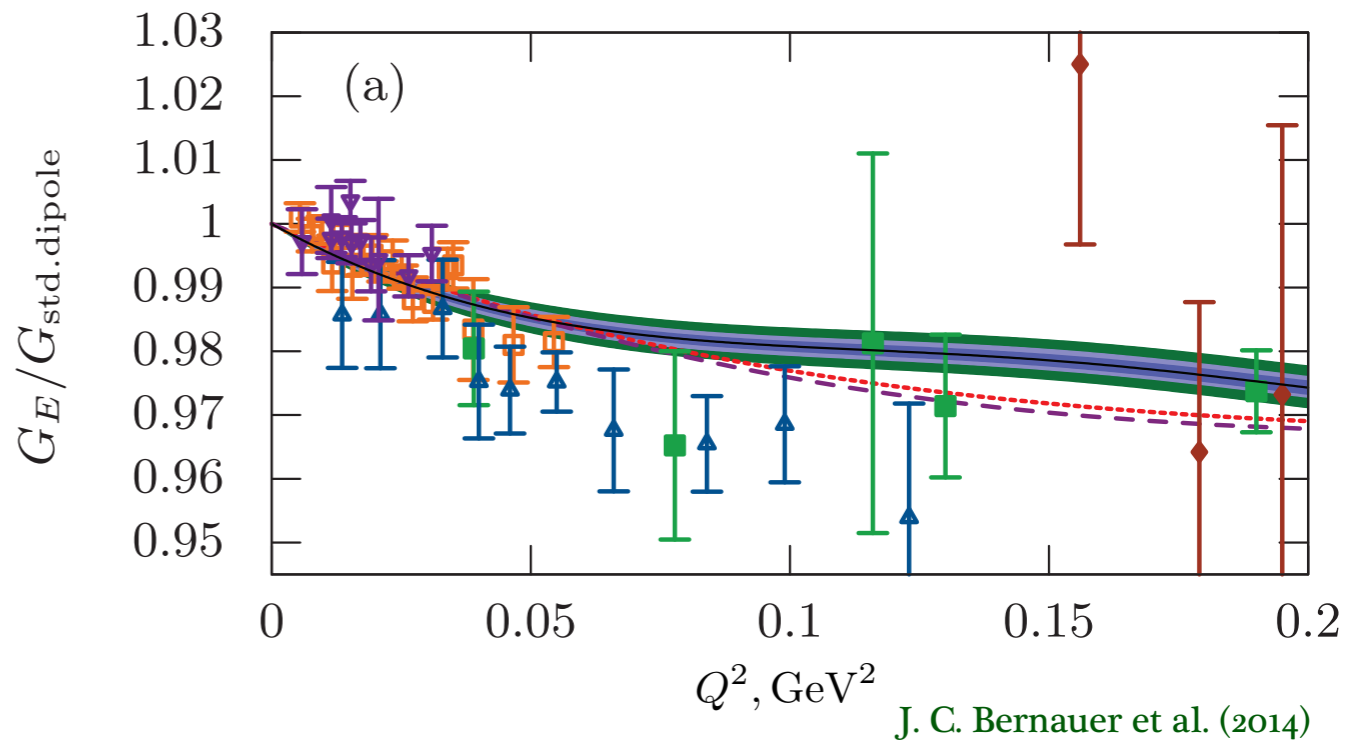 1.03
1.02
1.01
1
0.99
0.98
0.97
0.96
0.95
(a)
G_E/G_std.dipole
0 0.05 0.1 0.15 0.2
Q^2, GeV^2
J. C. Bernauer et al. (2014)